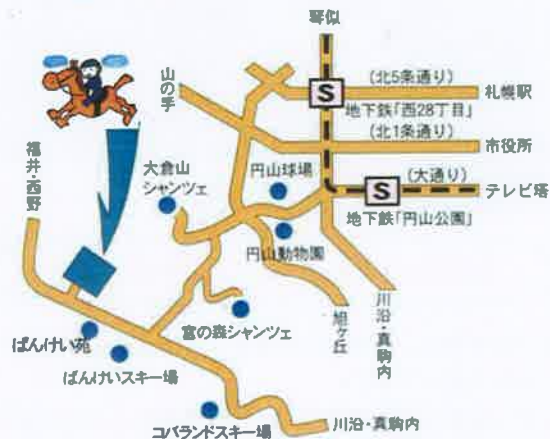 琴似
(北5条通り)
札幌駅
S
地下鉄「西28丁目」
山の手
(北1条通り)
市役所
福井・西野
大倉山
シャンツェ
円山球場
(大通り)
S
テレビ塔
地下鉄「円山公園」
円山動物園
宮の森シャンツェ
旭ヶ丘
川沿・真駒内
ばんけい苑
ばんけいスキー場
コバランドスキー場
川沿・真駒内